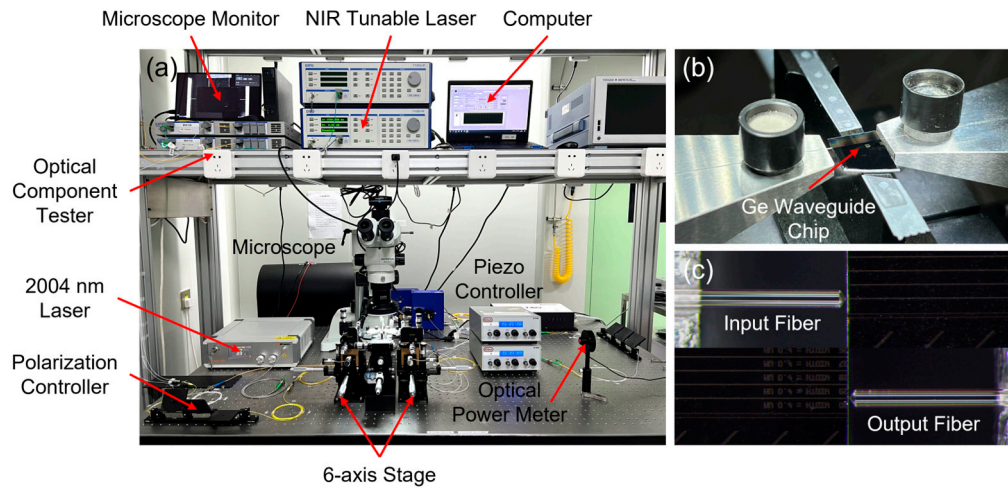 Microscope Monitor
NIR Tunable Laser
Computer
(a)
(b)
Optical
Component
Tester
Microscope
Ge Waveguide
Chip
2004 nm
Laser
Piezo
Controller
(c)
Input Fiber
Polarization
Controller
Optical
Power Meter
Output Fiber
6-axis Stage